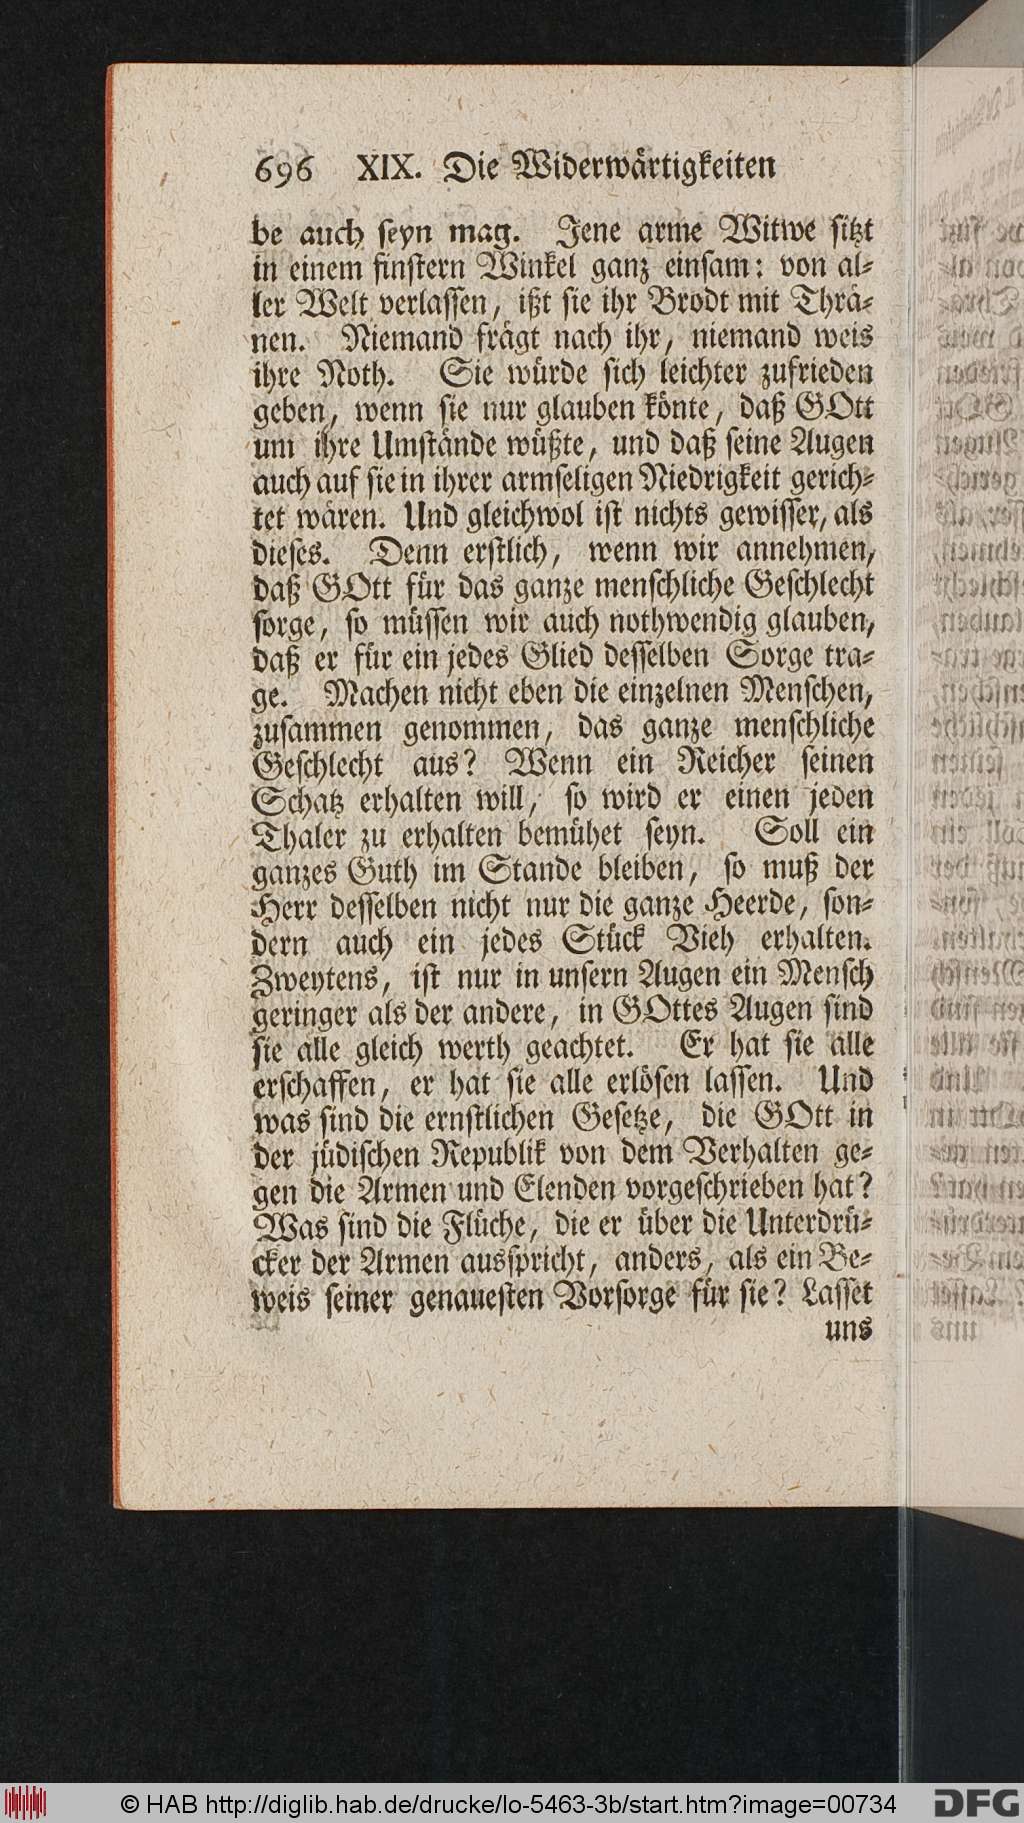 696 XIX. Die Widerwärtigkeiten
be auch seyn mag. Jene arme Witwe sitzt
in einem finstern Winkel ganz einsam: von al-
ler Welt verlassen, ißt sie ihr Brodt mit Thrä-
nen. Niemand frägt nach ihr, niemand weis
ihre Noth. Sie würde sich leichter zufrieden
geben, wenn sie nur glauben könte, daß GOtt
um ihre Umstände wüßte, und daß seine Augen
auch auf sie in ihrer armseligen Niedrigkeit gerich-
tet wären. Und gleichwol ist nichts gewisser, als
dieses. Denn erstlich, wenn wir annehmen,
daß GOtt für das ganze menschliche Geschlecht
sorge, so müssen wir auch nothwendig glauben,
daß er für ein jedes Glied desselben Sorge tra-
ge. Machen nicht eben die einzelnen Menschen,
zusammen genommen, das ganze menschliche
Geschlecht aus? Wenn ein Reicher seinen
Schatz erhalten will, so wird er einen jeden
Thaler zu erhalten bemühet seyn. Soll ein
ganzes Guth im Stande bleiben, so muß der
Herr desselben nicht nur die ganze Heerde, son-
dern auch ein jedes Stück Vieh erhalten.
Zweytens, ist nur in unsern Augen ein Mensch
geringer als der andere, in GOttes Augen sind
sie alle gleich werth geachtet. Er hat sie alle
erschaffen, er hat sie alle erlösen lassen. Und
was sind die ernstlichen Gesetze, die GOtt in
der jüdischen Republik von dem Verhalten ge-
gen die Armen und Elenden vorgeschrieben hat?
Was sind die Flüche, die er über die Unterdrü-
cker der Armen ausspricht, anders, als ein Be-
weis seiner genauesten Vorsorge für sie? Lasset
uns
© HAB http://diglib.hab.de/drucke/lo-5463-3b/start.htm?image=00734
DFG